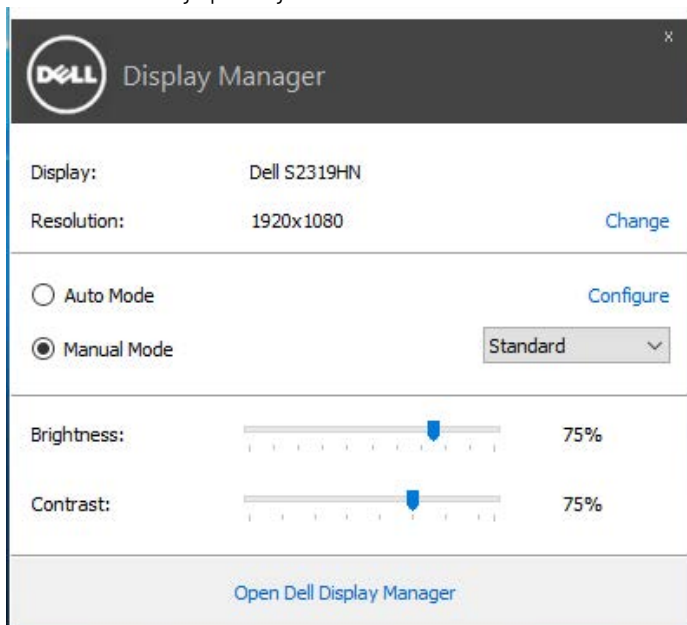 x
DELL Display Manager
Display: Dell S2319HN
Resolution: 1920x1080 Change
Auto Mode Configure
Manual Mode Standard
Brightness: 75%
Contrast: 75%
Open Dell Display Manager